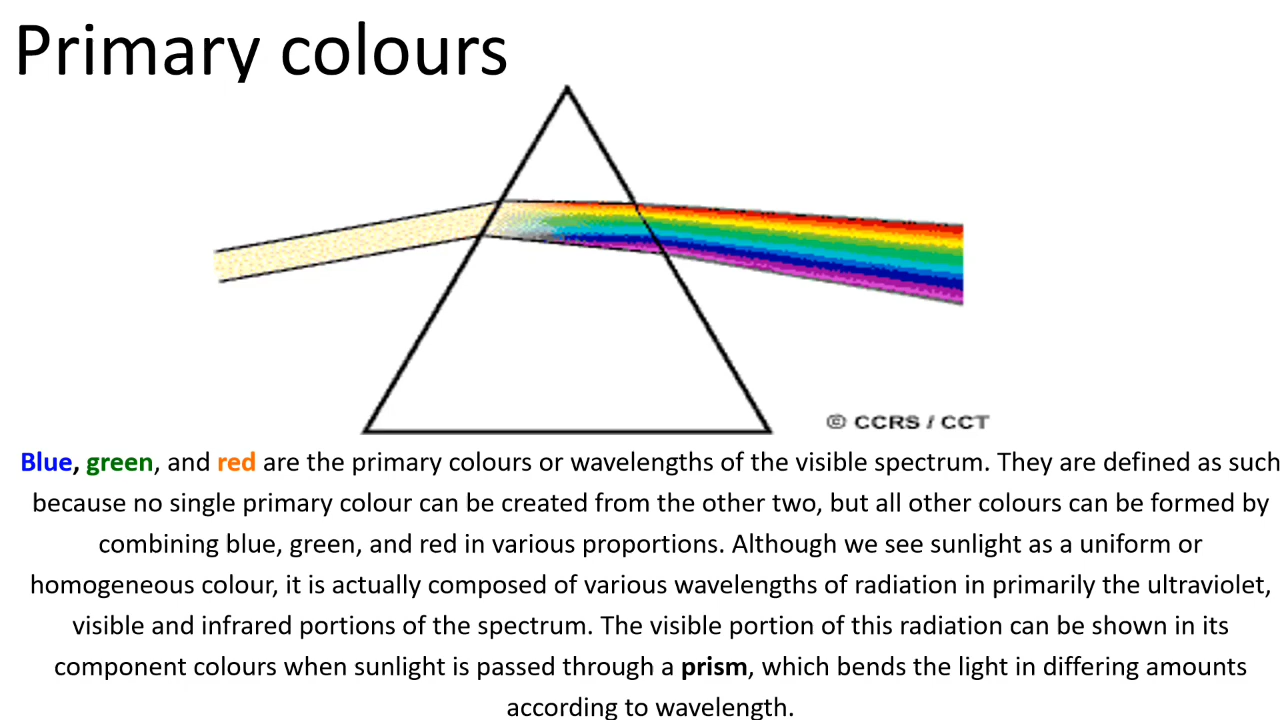 Primary colours
© CCRS / CCT
Blue, green, and red are the primary colours or wavelengths of the visible spectrum. They are defined as such
because no single primary colour can be created from the other two, but all other colours can be formed by
combining blue, green, and red in various proportions. Although we see sunlight as a uniform or
homogeneous colour, it is actually composed of various wavelengths of radiation in primarily the ultraviolet,
visible and infrared portions of the spectrum. The visible portion of this radiation can be shown in its
component colours when sunlight is passed through a prism, which bends the light in differing amounts
according to wavelength.